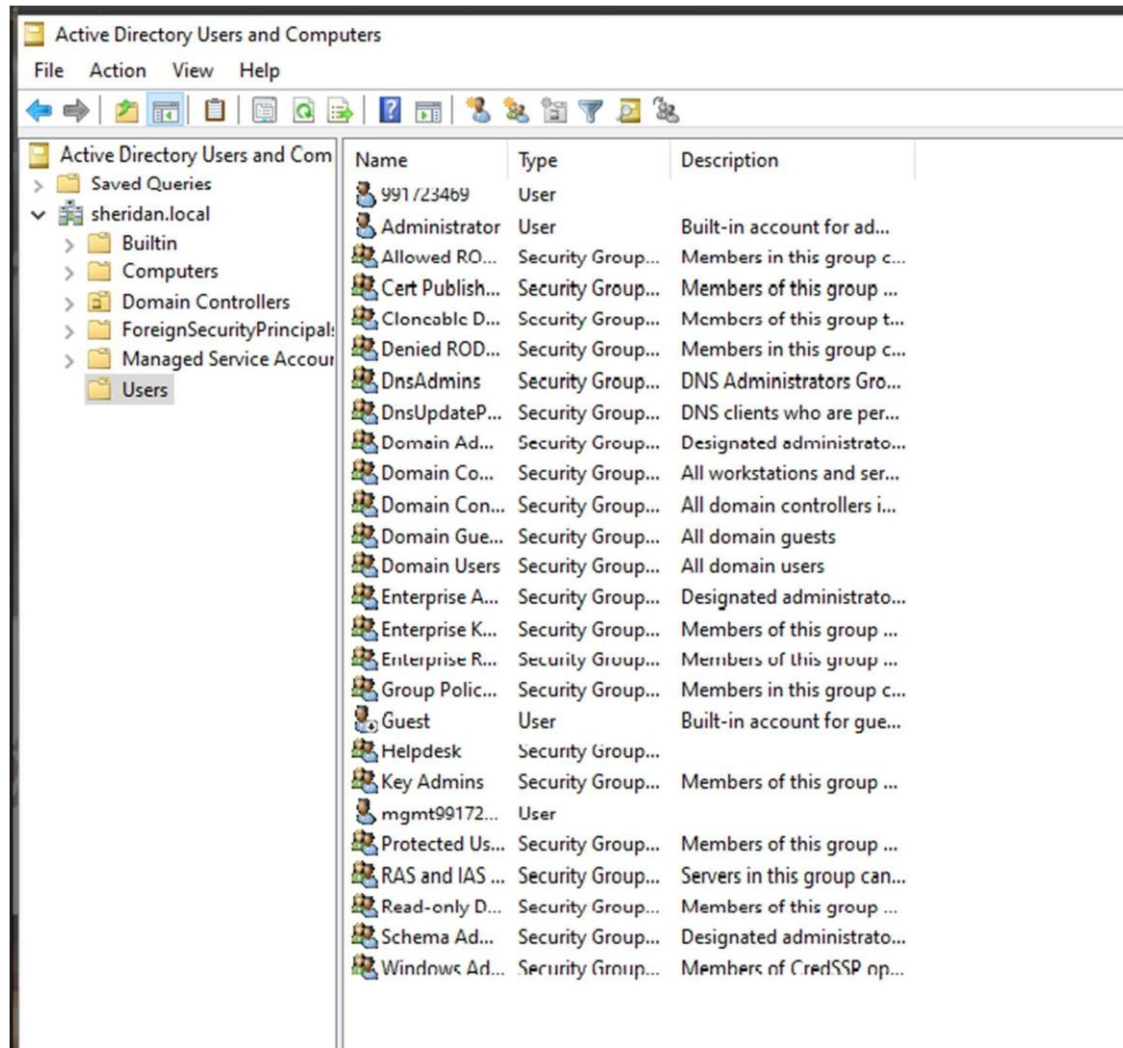 Active Directory Users and Computers
File Action View Help
Active Directory Users and Com
Saved Queries
sheridan.local
Builtin
Computers
Domain Controllers
ForeignSecurityPrincipals
Managed Service Accour
Users
Name Type Description
991723469 User
Administrator User Built-in account for ad...
Allowed RO... Security Group... Members in this group c...
Cert Publish... Security Group... Members of this group ...
Cloneable D... Security Group... Members of this group t...
Denied ROD... Security Group... Members in this group c...
DnsAdmins Security Group... DNS Administrators Gro...
DnsUpdateP... Security Group... DNS clients who are per...
Domain Ad... Security Group... Designated administrato...
Domain Co... Security Group... All workstations and ser...
Domain Con... Security Group... All domain controllers i...
Domain Gue... Security Group... All domain guests
Domain Users Security Group... All domain users
Enterprise A... Security Group... Designated administrato...
Enterprise K... Security Group... Members of this group ...
Enterprise R... Security Group... Members of this group ...
Group Polic... Security Group... Members in this group c...
Guest User Built-in account for gue...
Helpdesk Security Group...
Key Admins Security Group... Members of this group ...
mgmt99172... User
Protected Us... Security Group... Members of this group ...
RAS and IAS ... Security Group... Servers in this group can...
Read-only D... Security Group... Members of this group ...
Schema Ad... Security Group... Designated administrato...
Windows Ad... Security Group... Members of CredSSP op...